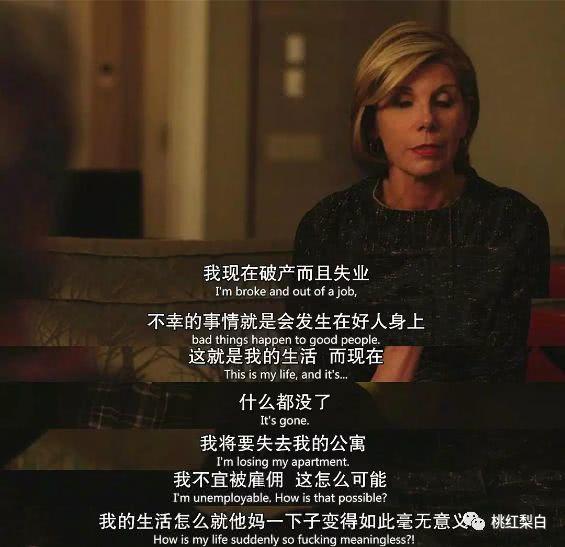 我现在破产而且失业
I'm broke and out of a job,
不幸的事情就是会发生在好人身上
bad things happen to good people.
这就是我的生活 而现在
This is my life, and it's...
什么都没了
It's gone.
我将要失去我的公寓
I'm losing my apartment.
我不宜被雇佣 这怎么可能
I'm unemployable. How is that possible?
我的生活怎么就他妈一下子变得如此毫无意义
How is my life suddenly so fucking meaningless?!
桃红梨白